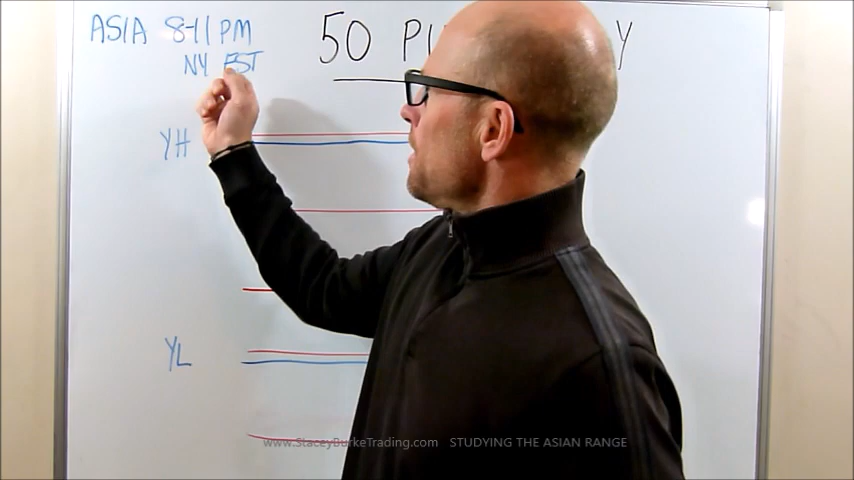 ASIA 8-11 PM
NY EST
50
Y
YH
YL
www.StaceyBurkeTrading.com STUDYING THE ASIAN RANGE